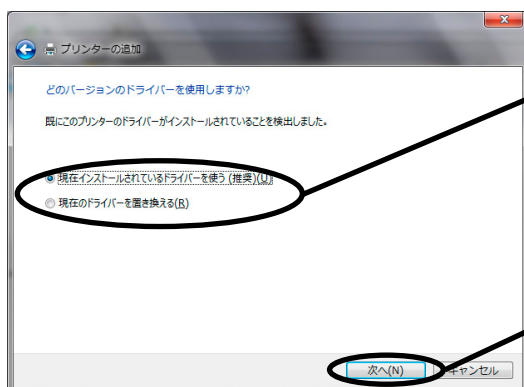 プリンターの追加
どのバージョンのドライバーを使用しますか?
既にこのプリンターのドライバーがインストールされていることを検出しました。
現在インストールされているドライバーを使う (推奨)(U)
現在のドライバーを置き換える(R)
次へ(N)
キャンセル